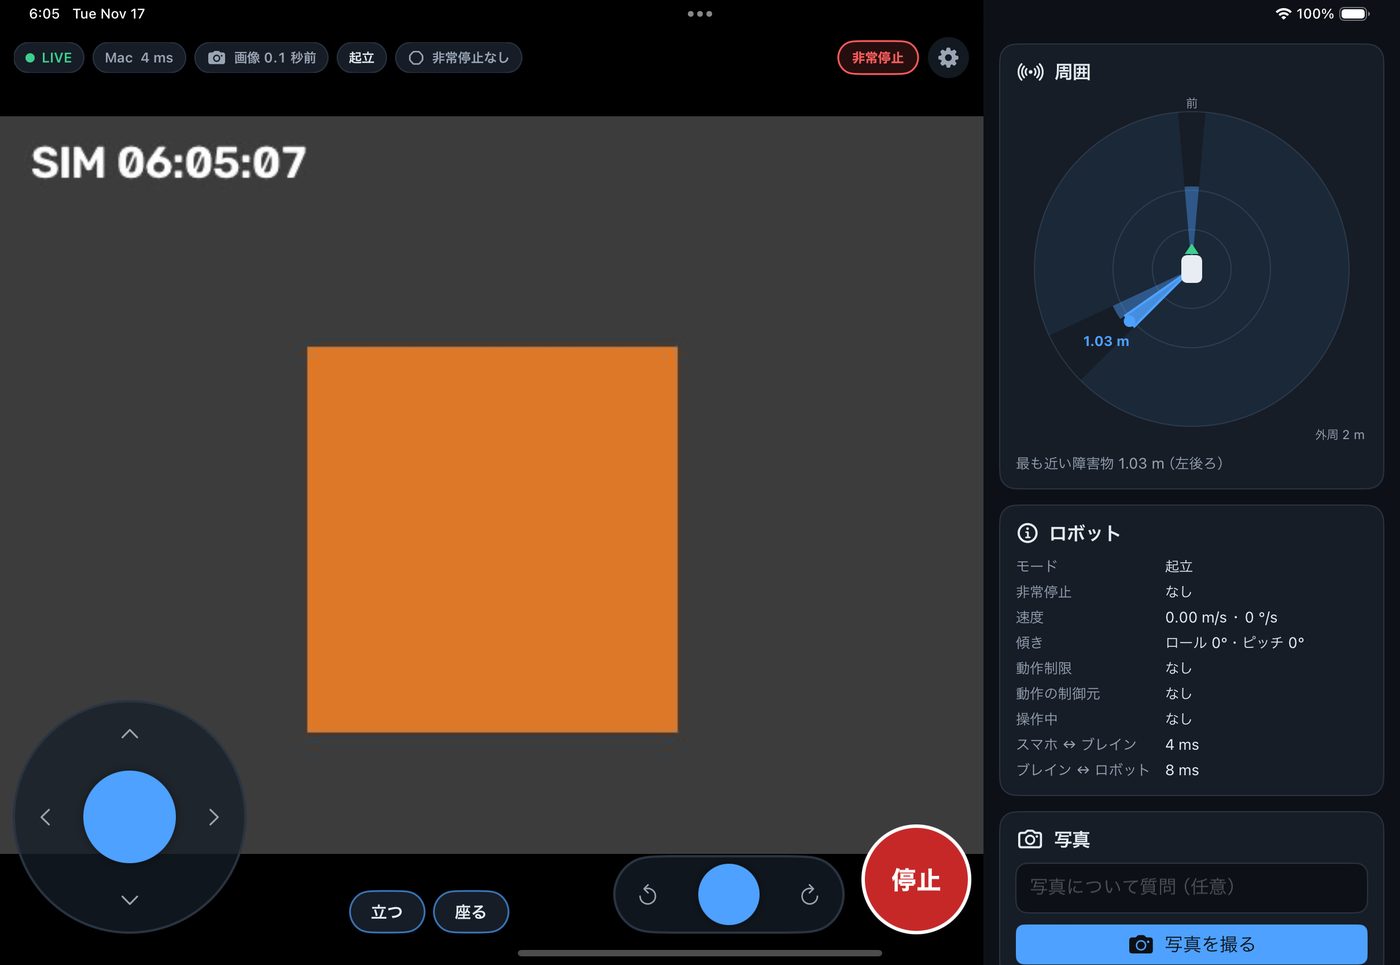 6:05 Tue Nov 17
100%
LIVE
Mac 4 ms
画像 0.1 秒前
起立
非常停止なし
非常停止
SIM 06:05:07
立つ
座る
停止
周囲
前
1.03 m
外周 2 m
最も近い障害物 1.03 m (左後ろ)
ロボット
モード 起立
非常停止 なし
速度 0.00 m/s · 0 °/s
傾き ロール 0° · ピッチ 0°
動作制限 なし
動作の制御元 なし
操作中 なし
スマホ ↔ ブレイン 4 ms
ブレイン ↔ ロボット 8 ms
写真
写真について質問 (任意)
写真を撮る